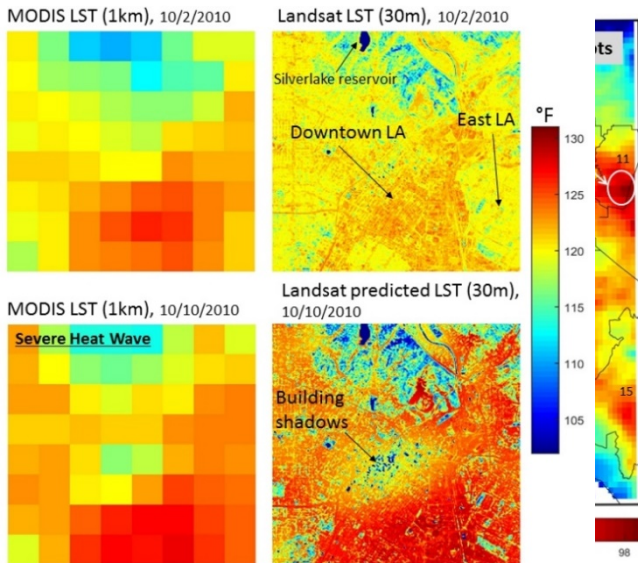 MODIS LST (1km), 10/2/2010
Landsat LST (30m), 10/2/2010
Silverlake reservoir
Downtown LA
East LA
°F
130
125
120
115
110
105
MODIS LST (1km), 10/10/2010
Severe Heat Wave
Landsat predicted LST (30m),
10/10/2010
Building
shadows
ots
11
15
98